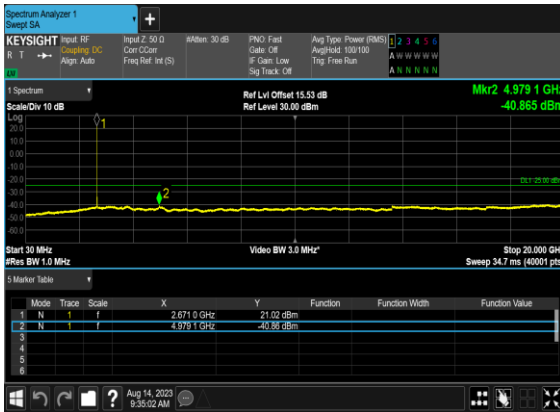 Spectrum Analyzer 1
Swept SA
+
KEYSIGHT Input: RF Input Z: 50 Ω #Atten: 30 dB PNO: Fast Avg Type: Power (RMS) 1 2 3 4 5 6
R T Coupling: DC Corr CCorr Gate: Off Avg|Hold: 100/100 A W W W W W
Align: Auto Freq Ref: Int (S) IF Gain: Low Trig: Free Run
LXI Sig Track: Off A N N N N N
1 Spectrum Ref Lvl Offset 15.53 dB Mkr2 4.979 1 GHz
Scale/Div 10 dB Ref Level 30.00 dBm -40.865 dBm
Log
20.0
10.0
0.00
-10.0
-20.0
-30.0
-40.0
-50.0
-60.0
1
2
DL1 -25.00 dBm
Start 30 MHz Video BW 3.0 MHz* Stop 20.000 GHz
#Res BW 1.0 MHz Sweep 34.7 ms (40001 pts)
5 Marker Table
Mode Trace Scale X Y Function Function Width Function Value
1 N 1 f 2.671 0 GHz 21.02 dBm
2 N 1 f 4.979 1 GHz -40.86 dBm
3
4
5
6
? Aug 14, 2023
9:35:02 AM